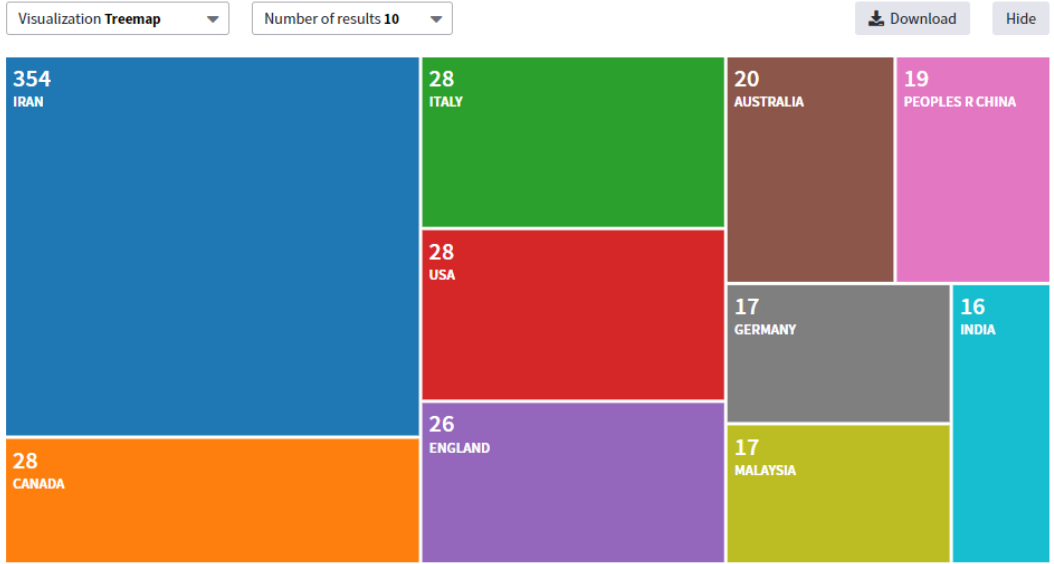 Visualization Treemap
Number of results 10
Download
Hide
354
IRAN
28
CANADA
28
ITALY
28
USA
26
ENGLAND
20
AUSTRALIA
19
PEOPLES R CHINA
17
GERMANY
17
MALAYSIA
16
INDIA